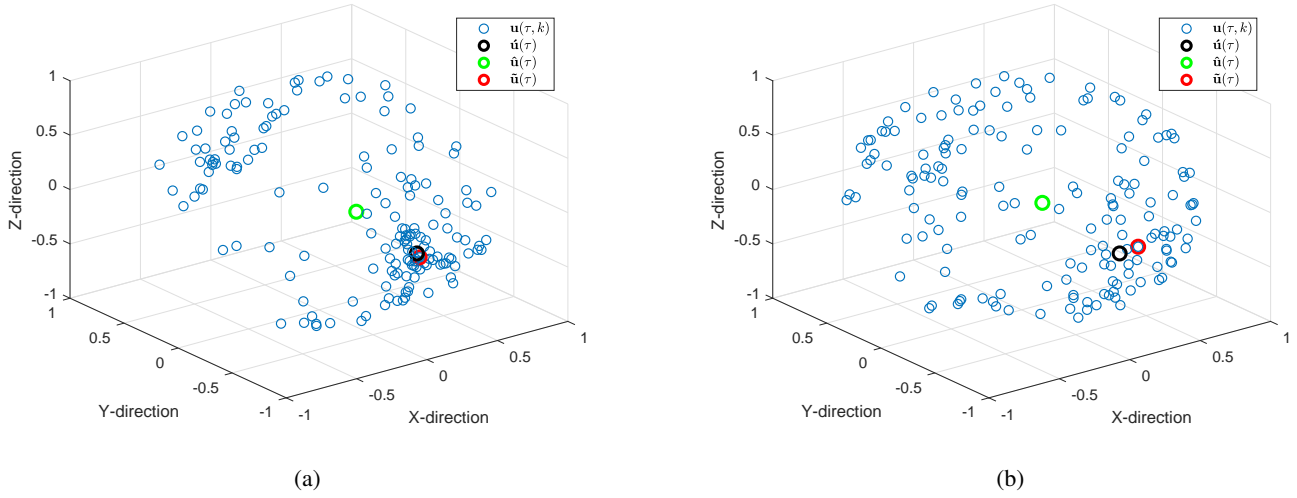 u(τ, k)
ú(τ)
û(τ)
ũ(τ)
1
0.5
0
-0.5
-1
Z-direction
1
0.5
0
-0.5
-1
Y-direction
-1
-0.5
0
0.5
1
X-direction
(a)
u(τ, k)
ú(τ)
û(τ)
ũ(τ)
1
0.5
0
-0.5
-1
Z-direction
1
0.5
0
-0.5
-1
Y-direction
-1
-0.5
0
0.5
1
X-direction
(b)